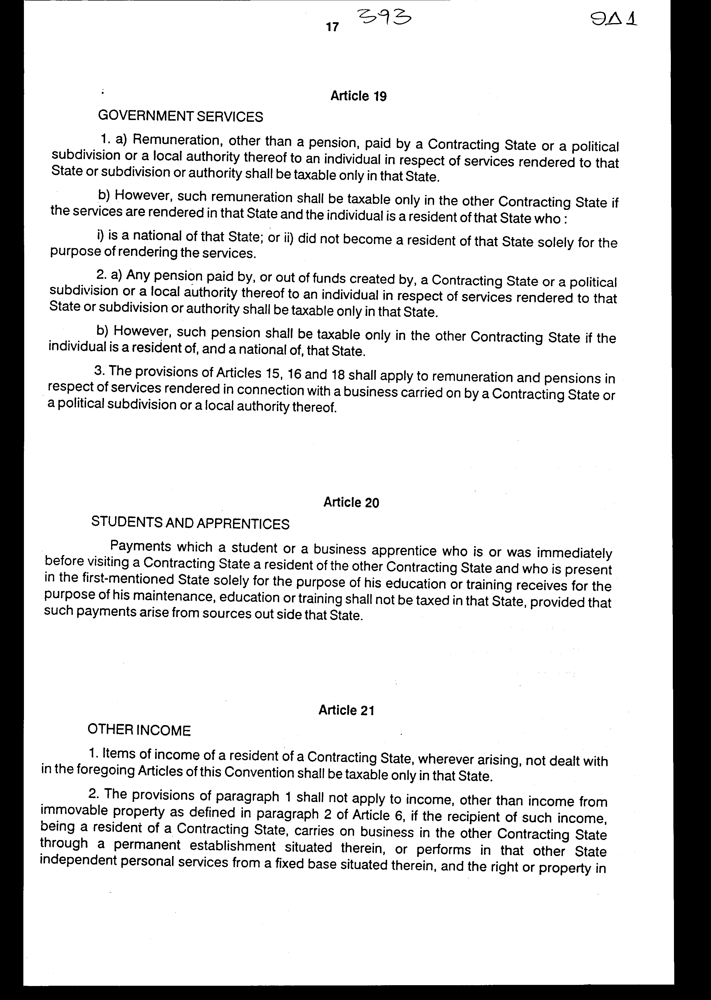 393
9Δ1
17
Article 19
GOVERNMENT SERVICES
1. a) Remuneration, other than a pension, paid by a Contracting State or a political
subdivision or a local authority thereof to an individual in respect of services rendered to that
State or subdivision or authority shall be taxable only in that State.
b) However, such remuneration shall be taxable only in the other Contracting State if
the services are rendered in that State and the individual is a resident of that State who :
i) is a national of that State; or ii) did not become a resident of that State solely for the
purpose of rendering the services.
2. a) Any pension paid by, or out of funds created by, a Contracting State or a political
subdivision or a local authority thereof to an individual in respect of services rendered to that
State or subdivision or authority shall be taxable only in that State.
b) However, such pension shall be taxable only in the other Contracting State if the
individual is a resident of, and a national of, that State.
3. The provisions of Articles 15, 16 and 18 shall apply to remuneration and pensions in
respect of services rendered in connection with a business carried on by a Contracting State or
a political subdivision or a local authority thereof.
Article 20
STUDENTS AND APPRENTICES
Payments which a student or a business apprentice who is or was immediately
before visiting a Contracting State a resident of the other Contracting State and who is present
in the first-mentioned State solely for the purpose of his education or training receives for the
purpose of his maintenance, education or training shall not be taxed in that State, provided that
such payments arise from sources out side that State.
Article 21
OTHER INCOME
1. Items of income of a resident of a Contracting State, wherever arising, not dealt with
in the foregoing Articles of this Convention shall be taxable only in that State.
2. The provisions of paragraph 1 shall not apply to income, other than income from
immovable property as defined in paragraph 2 of Article 6, if the recipient of such income,
being a resident of a Contracting State, carries on business in the other Contracting State
through a permanent establishment situated therein, or performs in that other State
independent personal services from a fixed base situated therein, and the right or property in